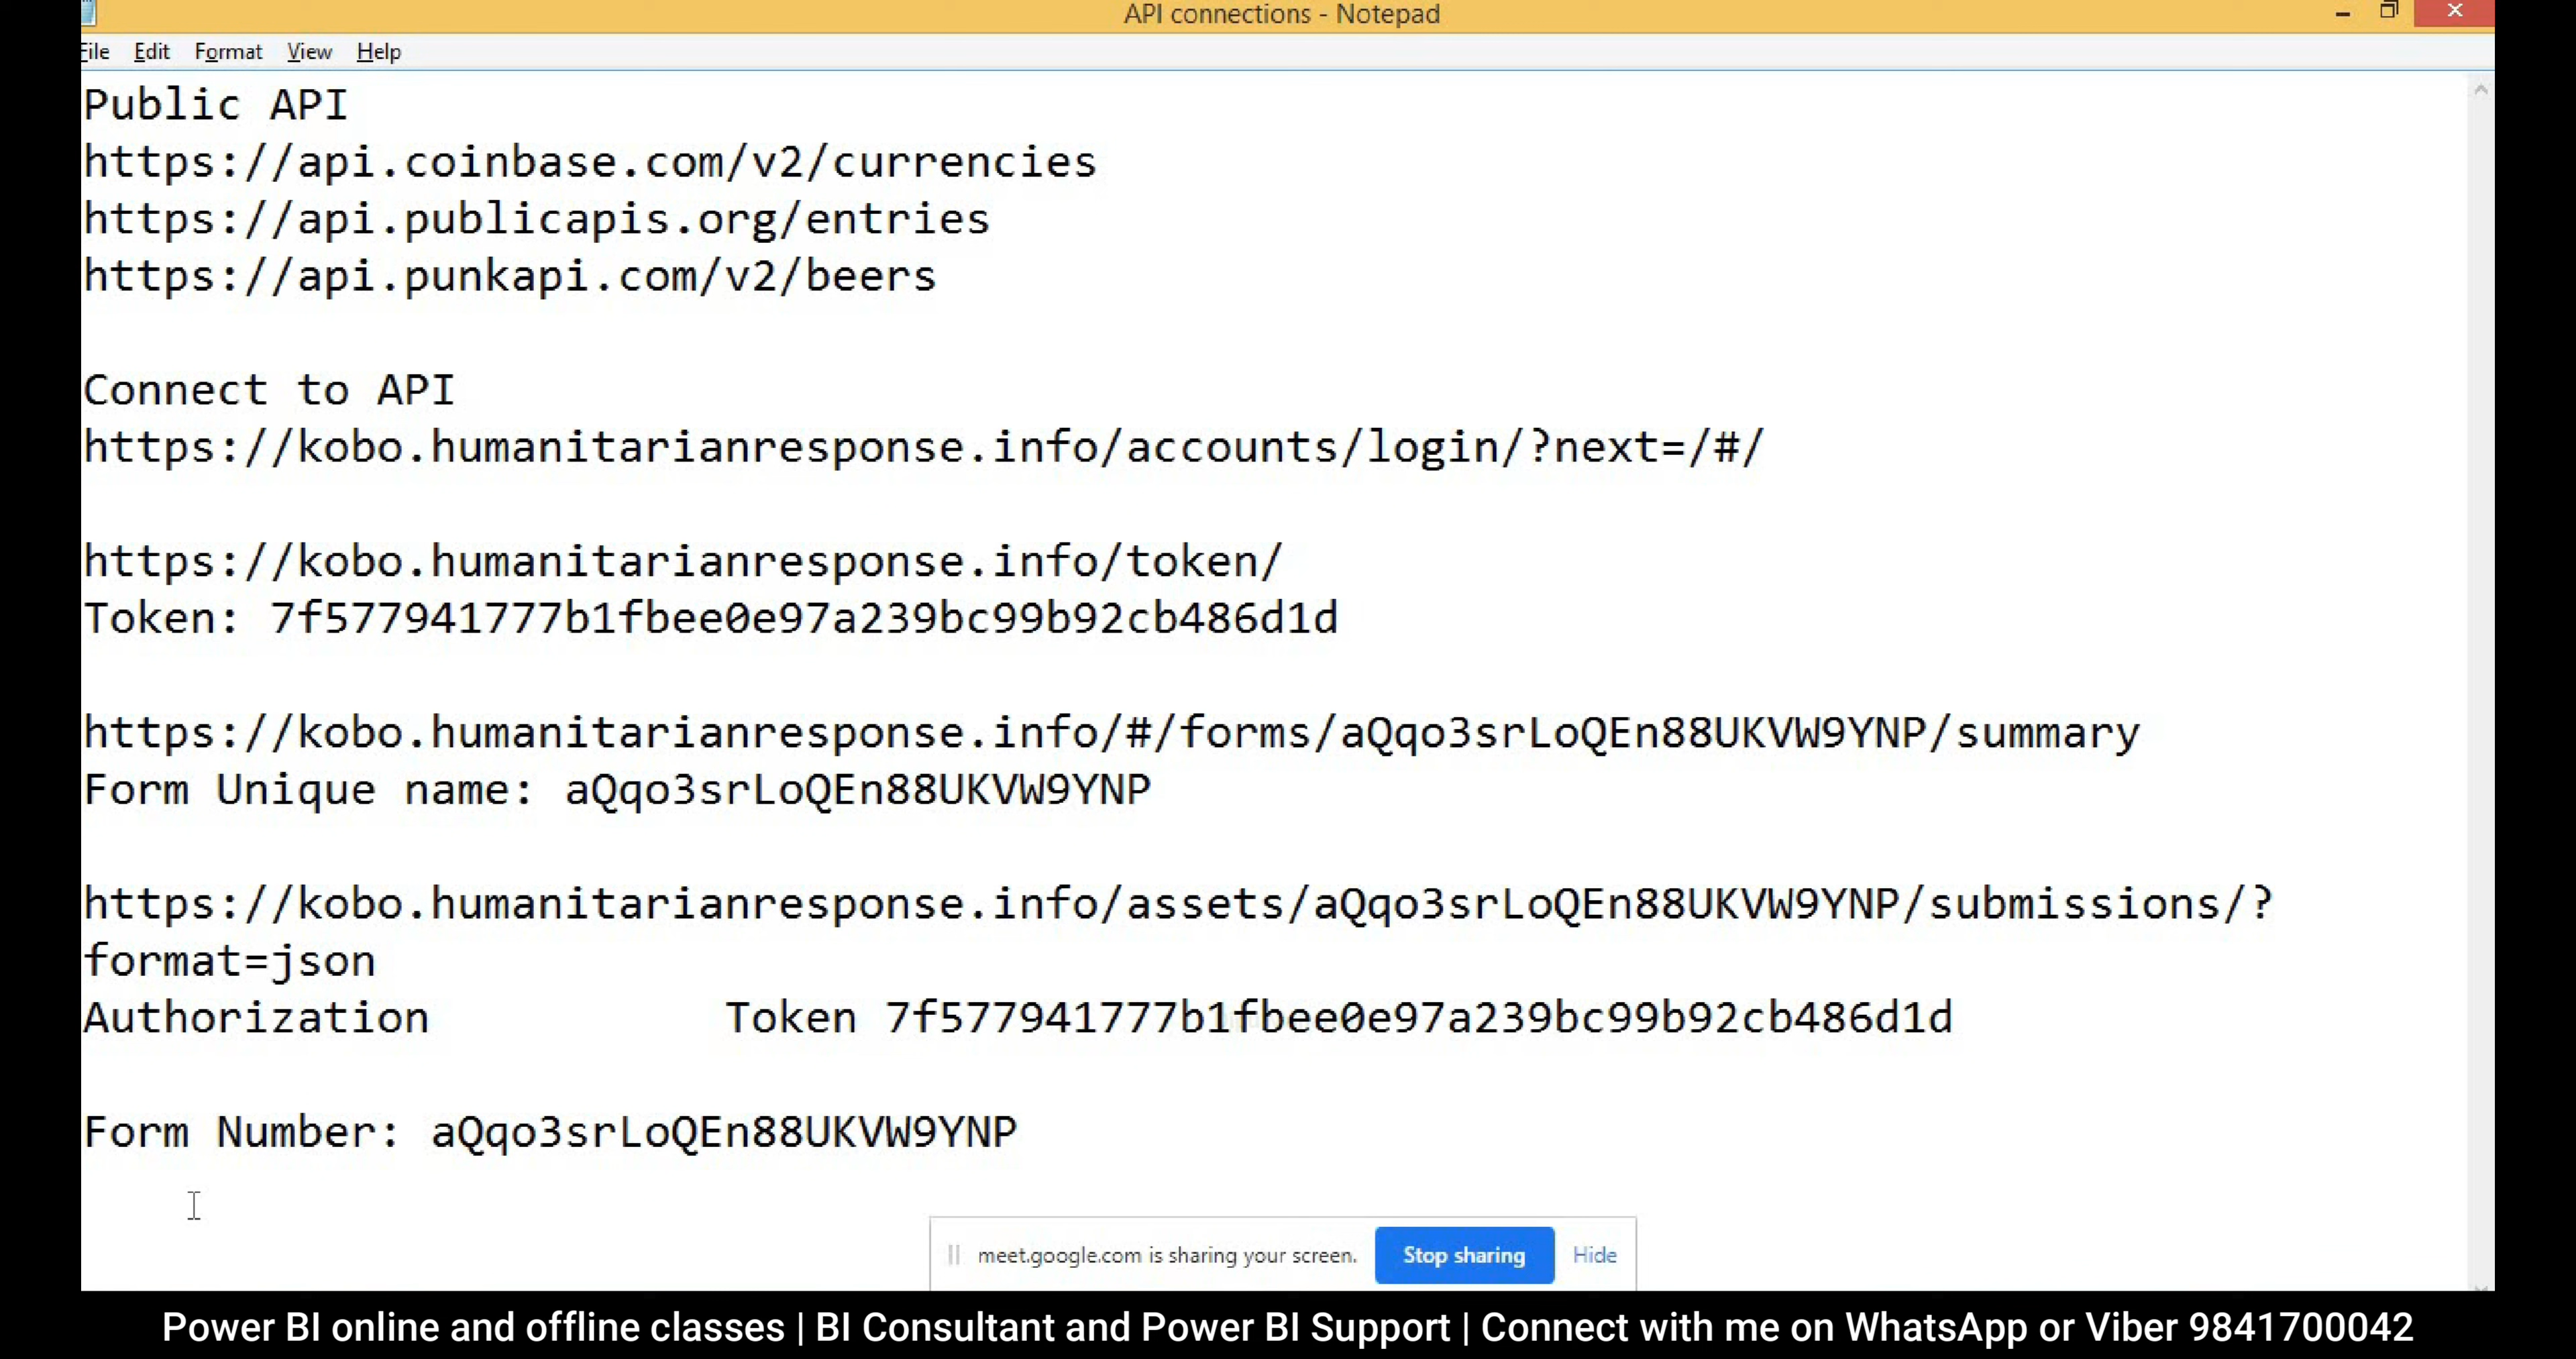 API connections - Notepad
File Edit Format View Help
Public API
https://api.coinbase.com/v2/currencies
https://api.publicapis.org/entries
https://api.punkapi.com/v2/beers
Connect to API
https://kobo.humanitarianresponse.info/accounts/login/?next=/#/
https://kobo.humanitarianresponse.info/token/
Token: 7f577941777b1fbee0e97a239bc99b92cb486d1d
https://kobo.humanitarianresponse.info/#/forms/aQqo3srLoQEn88UKVW9YNP/summary
Form Unique name: aQqo3srLoQEn88UKVW9YNP
https://kobo.humanitarianresponse.info/assets/aQqo3srLoQEn88UKVW9YNP/submissions/?
format=json
Authorization Token 7f577941777b1fbee0e97a239bc99b92cb486d1d
Form Number: aQqo3srLoQEn88UKVW9YNP
meet.google.com is sharing your screen. Stop sharing Hide
Power BI online and offline classes | BI Consultant and Power BI Support | Connect with me on WhatsApp or Viber 9841700042